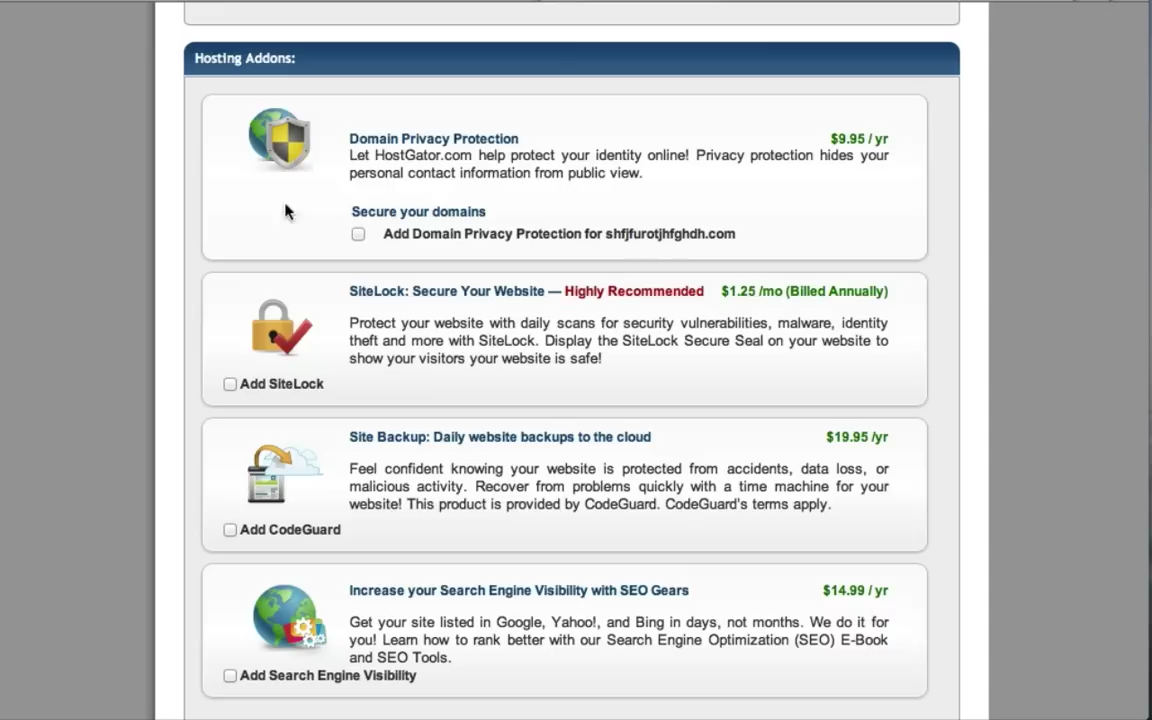 Hosting Addons:
Domain Privacy Protection $9.95 / yr
Let HostGator.com help protect your identity online! Privacy protection hides your
personal contact information from public view.
Secure your domains
Add Domain Privacy Protection for shfjfurotjhfghdh.com
SiteLock: Secure Your Website — Highly Recommended $1.25 /mo (Billed Annually)
Protect your website with daily scans for security vulnerabilities, malware, identity
theft and more with SiteLock. Display the SiteLock Secure Seal on your website to
show your visitors your website is safe!
Add SiteLock
Site Backup: Daily website backups to the cloud $19.95 /yr
Feel confident knowing your website is protected from accidents, data loss, or
malicious activity. Recover from problems quickly with a time machine for your
website! This product is provided by CodeGuard. CodeGuard's terms apply.
Add CodeGuard
Increase your Search Engine Visibility with SEO Gears $14.99 / yr
Get your site listed in Google, Yahoo!, and Bing in days, not months. We do it for
you! Learn how to rank better with our Search Engine Optimization (SEO) E-Book
and SEO Tools.
Add Search Engine Visibility